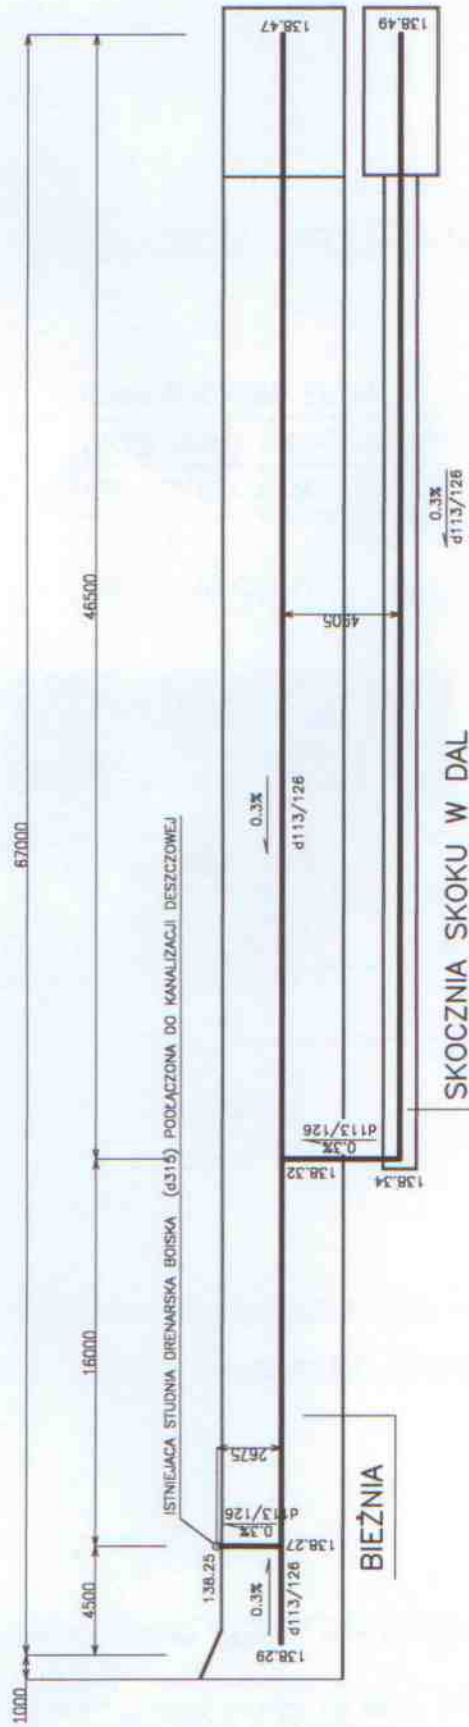 67000
1000
4500
16000
46500
ISTNIEJACA STUDNIA DRENARSKA BOISKA (d315) PODŁĄCZONA DO KANALIZACJI DESZCZOWEJ
138.25
2675
0.3%
d113/126
138.29
0.3%
d113/126
138.27
0.3%
d113/126
138.47
138.32
0.3%
d113/126
4905
138.34
138.49
0.3%
d113/126
BIEŻNIA
SKOCZNIA SKOKU W DAL